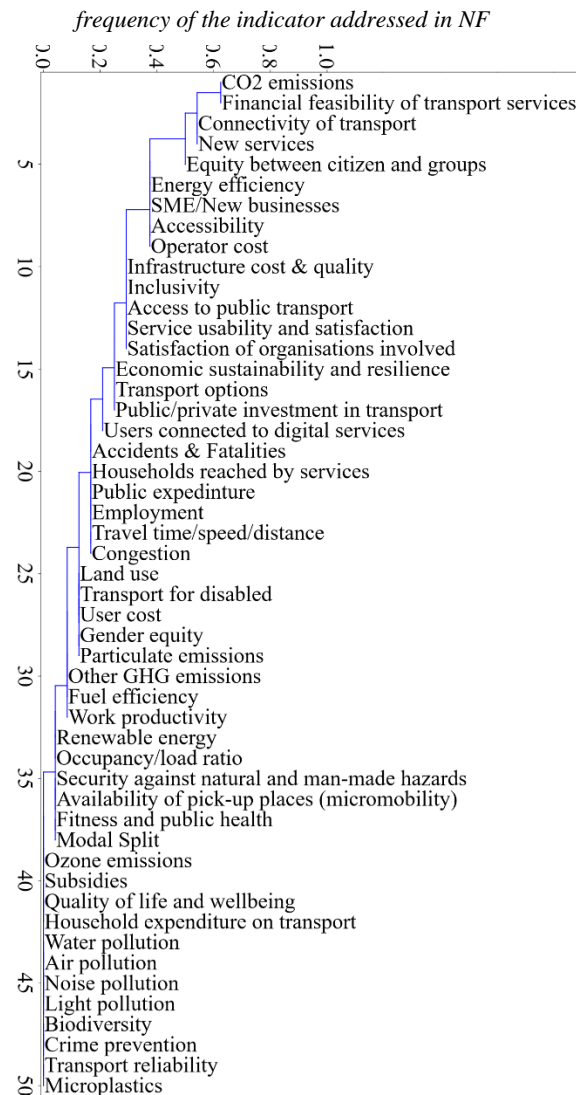 frequency of the indicator addressed in NF
0.0 0.2 0.4 0.6 0.8 1.0
CO2 emissions
Financial feasibility of transport services
Connectivity of transport
New services
5
Equity between citizen and groups
Energy efficiency
SME/New businesses
Accessibility
Operator cost
10
Infrastructure cost & quality
Inclusivity
Access to public transport
Service usability and satisfaction
Satisfaction of organisations involved
15
Economic sustainability and resilience
Transport options
Public/private investment in transport
Users connected to digital services
Accidents & Fatalities
20
Households reached by services
Public expedinture
Employment
Travel time/speed/distance
Congestion
25
Land use
Transport for disabled
User cost
Gender equity
Particulate emissions
30
Other GHG emissions
Fuel efficiency
Work productivity
Renewable energy
Occupancy/load ratio
35
Security against natural and man-made hazards
Availability of pick-up places (micromobility)
Fitness and public health
Modal Split
Ozone emissions
40
Subsidies
Quality of life and wellbeing
Household expenditure on transport
Water pollution
Air pollution
45
Noise pollution
Light pollution
Biodiversity
Crime prevention
Transport reliability
50
Microplastics